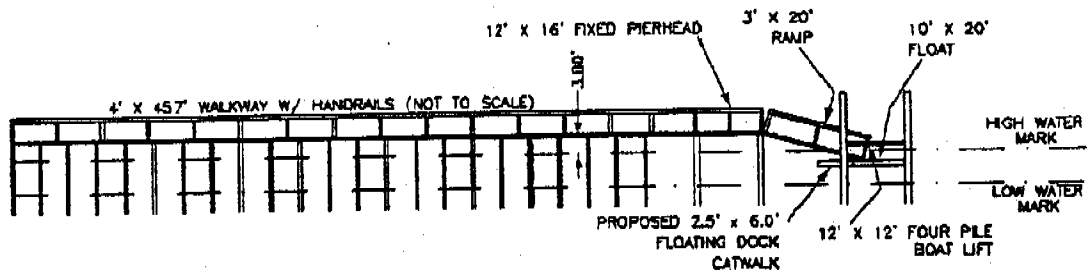 12' X 16' FIXED PIERHEAD
3' X 20'
RAMP
10' X 20'
FLOAT
3.00'
4' X 457' WALKWAY W/ HANDRAILS (NOT TO SCALE)
HIGH WATER
MARK
LOW WATER
MARK
PROPOSED 2.5' x 6.0'
FLOATING DOCK
CATWALK
12' X 12' FOUR PILE
BOAT LIFT